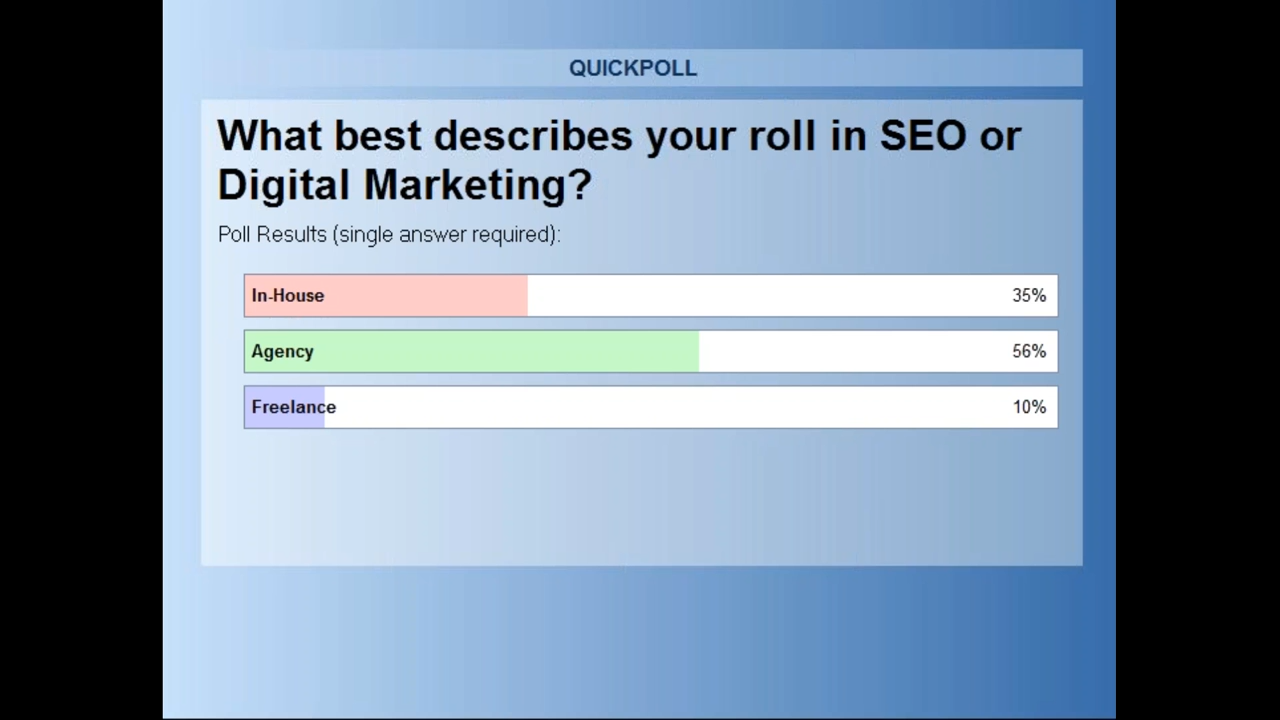 QUICKPOLL
What best describes your roll in SEO or
Digital Marketing?
Poll Results (single answer required):
In-House 35%
Agency 56%
Freelance 10%